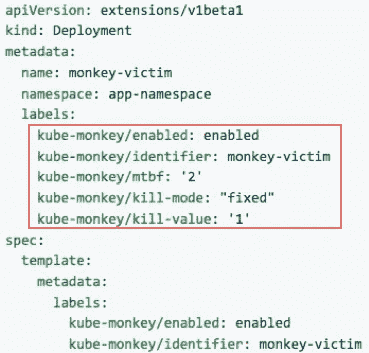 apiVersion: extensions/v1beta1
kind: Deployment
metadata:
  name: monkey-victim
  namespace: app-namespace
  labels:
    kube-monkey/enabled: enabled
    kube-monkey/identifier: monkey-victim
    kube-monkey/mtbf: '2'
    kube-monkey/kill-mode: "fixed"
    kube-monkey/kill-value: '1'
spec:
  template:
    metadata:
      labels:
        kube-monkey/enabled: enabled
        kube-monkey/identifier: monkey-victim